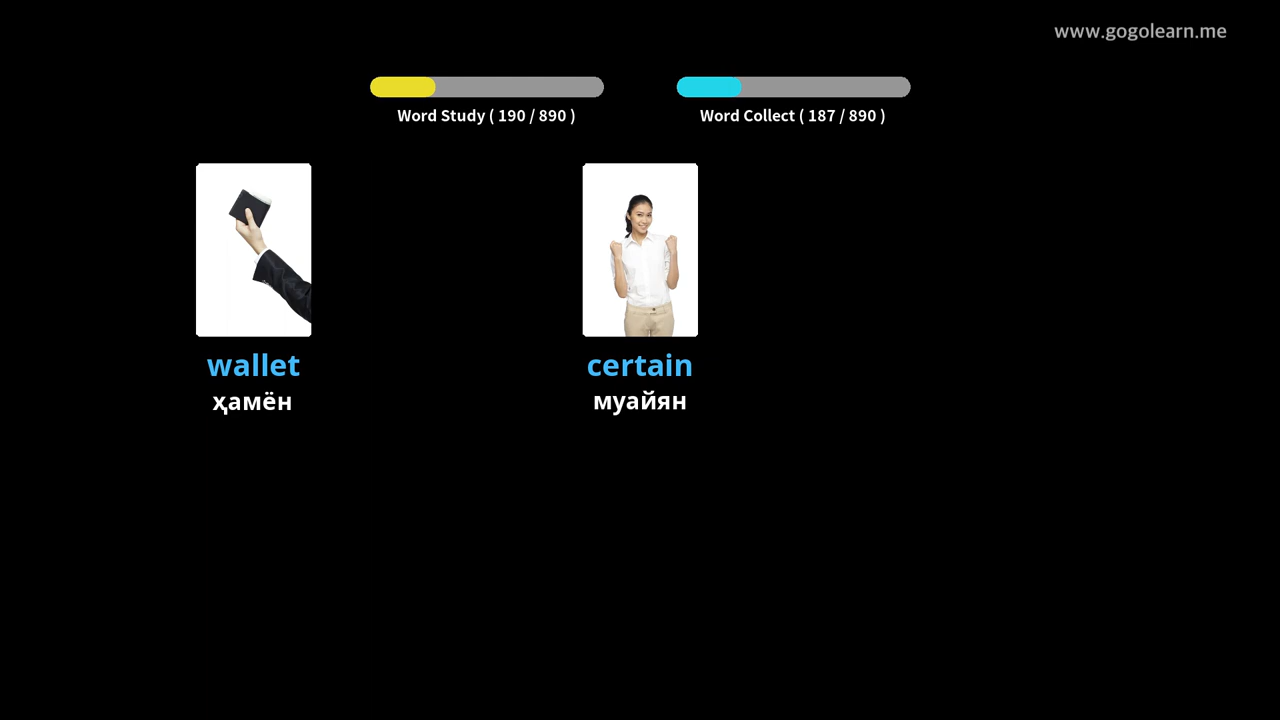 www.gogolearn.me
Word Study ( 190 / 890 )
Word Collect ( 187 / 890 )
wallet
ҳамён
certain
муайян